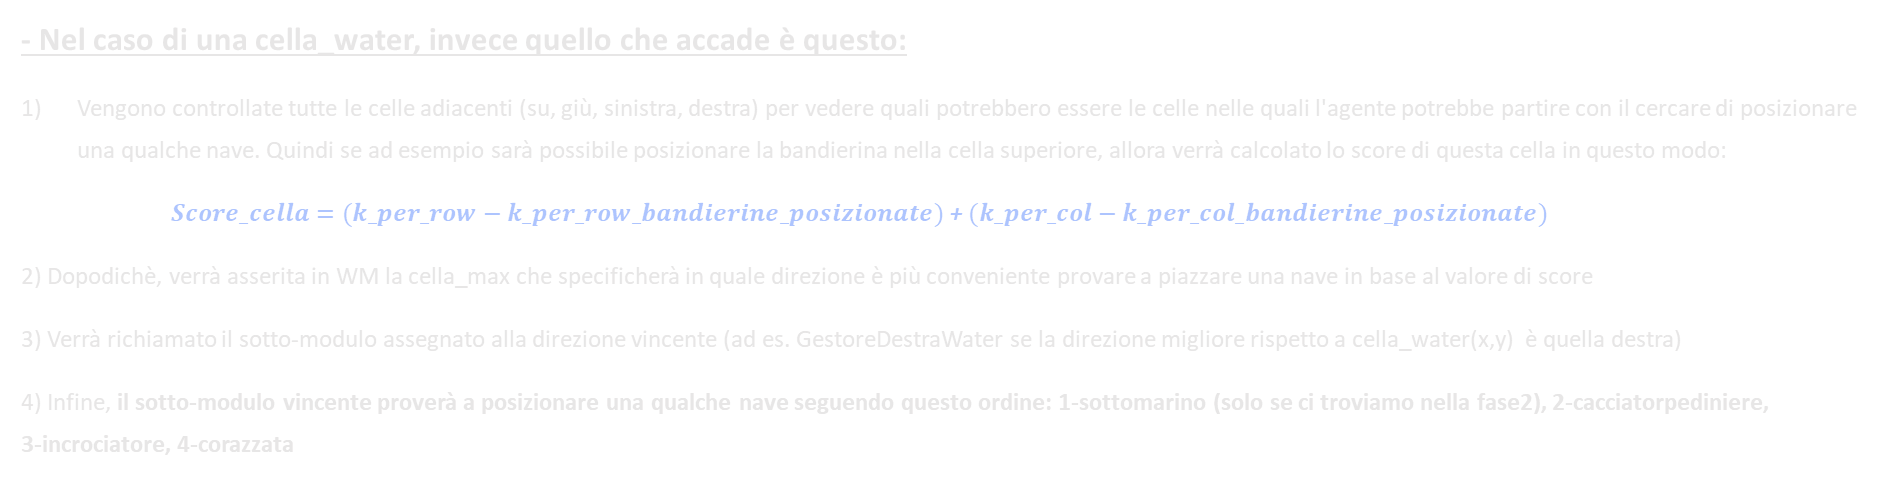 - Nel caso di una cella_water, invece quello che accade è questo:
1) Vengono controllate tutte le celle adiacenti (su, giù, sinistra, destra) per vedere quali potrebbero essere le celle nelle quali l'agente potrebbe partire con il cercare di posizionare
una qualche nave. Quindi se ad esempio sarà possibile posizionare la bandierina nella cella superiore, allora verrà calcolato lo score di questa cella in questo modo:
Score_cella = (k_per_row − k_per_row_bandierine_posizionate) + (k_per_col − k_per_col_bandierine_posizionate)
2) Dopodichè, verrà asserita in WM la cella_max che specificherà in quale direzione è più conveniente provare a piazzare una nave in base al valore di score
3) Verrà richiamato il sotto-modulo assegnato alla direzione vincente (ad es. GestoreDestraWater se la direzione migliore rispetto a cella_water(x,y) è quella destra)
4) Infine, il sotto-modulo vincente proverà a posizionare una qualche nave seguendo questo ordine: 1-sottomarino (solo se ci troviamo nella fase2), 2-cacciatorpediniere,
3-incrociatore, 4-corazzata